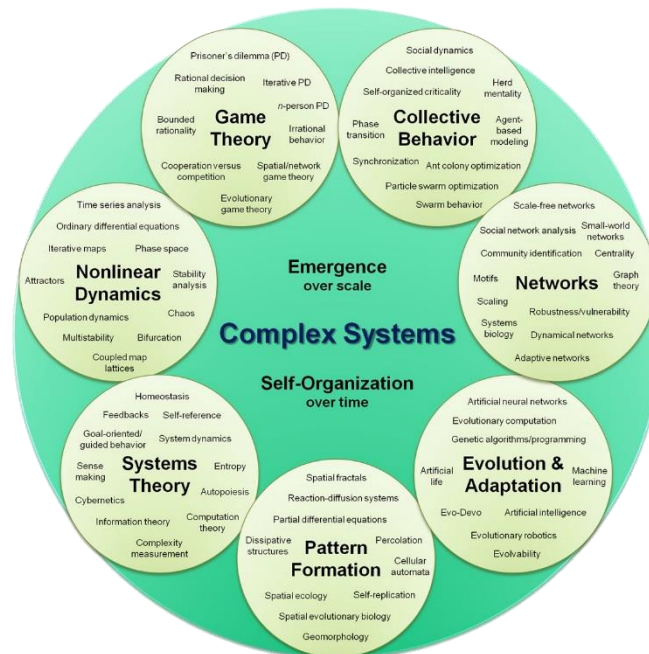 Prisoner's dilemma (PD)
Rational decision
making
Iterative PD
n-person PD
Bounded
rationality
Game
Theory
Irrational
behavior
Cooperation versus
competition
Spatial/network
game theory
Evolutionary
game theory
Social dynamics
Collective intelligence
Self-organized criticality
Herd
mentality
Phase
transition
Collective
Behavior
Agent-
based
modeling
Synchronization
Ant colony optimization
Particle swarm optimization
Swarm behavior
Time series analysis
Ordinary differential equations
Iterative maps
Phase space
Attractors
Nonlinear
Dynamics
Stability
analysis
Population dynamics
Chaos
Multistability
Bifurcation
Coupled map
lattices
Emergence
over scale
Complex Systems
Self-Organization
over time
Scale-free networks
Social network analysis
Small-world
networks
Community identification
Centrality
Motifs
Networks
Graph
theory
Scaling
Robustness/vulnerability
Systems
biology
Dynamical networks
Adaptive networks
Homeostasis
Feedbacks
Self-reference
Goal-oriented/
guided behavior
System dynamics
Sense
making
Systems
Theory
Entropy
Cybernetics
Autopoiesis
Information theory
Computation
theory
Complexity
measurement
Spatial fractals
Reaction-diffusion systems
Partial differential equations
Dissipative
structures
Pattern
Formation
Percolation
Cellular
automata
Spatial ecology
Self-replication
Spatial evolutionary biology
Geomorphology
Artificial neural networks
Evolutionary computation
Genetic algorithms/programming
Artificial
life
Evolution &
Adaptation
Machine
learning
Evo-Devo
Artificial intelligence
Evolutionary robotics
Evolvability